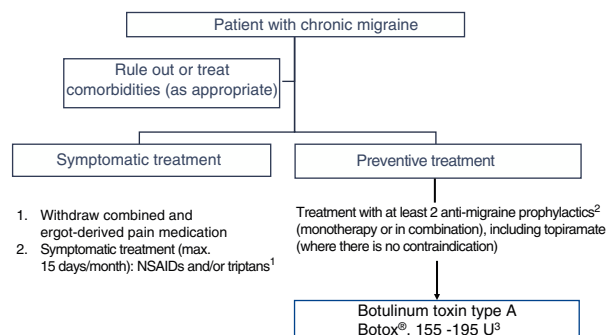 Patient with chronic migraine
Rule out or treat
comorbidities (as appropriate)
Symptomatic treatment
Preventive treatment
1. Withdraw combined and
ergot-derived pain medication
2. Symptomatic treatment (max.
15 days/month): NSAIDs and/or triptans¹
Treatment with at least 2 anti-migraine prophylactics²
(monotherapy or in combination), including topiramate
(where there is no contraindication)
Botulinum toxin type A
Botox®, 155 -195 U³